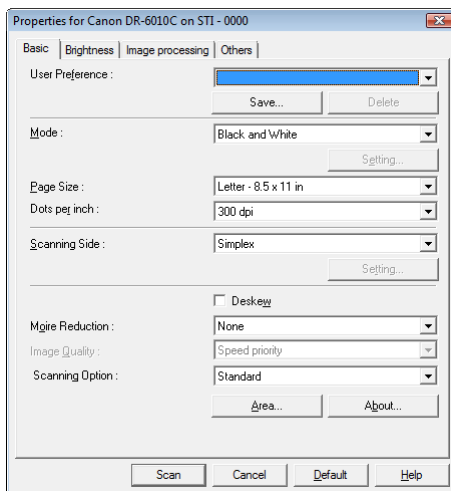 Properties for Canon DR-6010C on STI - 0000
Basic Brightness Image processing Others
User Preference :
Save... Delete
Mode : Black and White
Setting...
Page Size : Letter - 8.5 x 11 in
Dots per inch : 300 dpi
Scanning Side : Simplex
Setting...
Deskew
Moire Reduction : None
Image Quality : Speed priority
Scanning Option : Standard
Area... About...
Scan Cancel Default Help